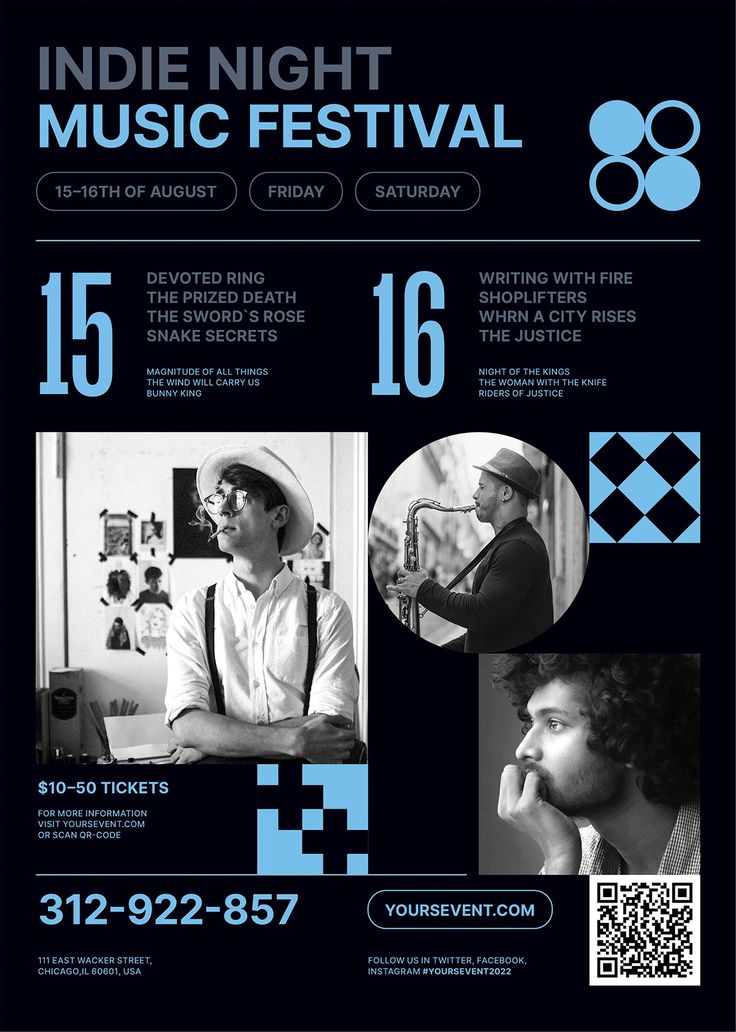 INDIE NIGHT
MUSIC FESTIVAL
15–16TH OF AUGUST
FRIDAY
SATURDAY
15
DEVOTED RING
THE PRIZED DEATH
THE SWORD`S ROSE
SNAKE SECRETS
MAGNITUDE OF ALL THINGS
THE WIND WILL CARRY US
BUNNY KING
16
WRITING WITH FIRE
SHOPLIFTERS
WHRN A CITY RISES
THE JUSTICE
NIGHT OF THE KINGS
THE WOMAN WITH THE KNIFE
RIDERS OF JUSTICE
$10–50 TICKETS
FOR MORE INFORMATION
VISIT YOURSEVENT.COM
OR SCAN QR-CODE
312-922-857
YOURSEVENT.COM
111 EAST WACKER STREET,
CHICAGO,IL 60601, USA
FOLLOW US IN TWITTER, FACEBOOK,
INSTAGRAM #YOURSEVENT2022